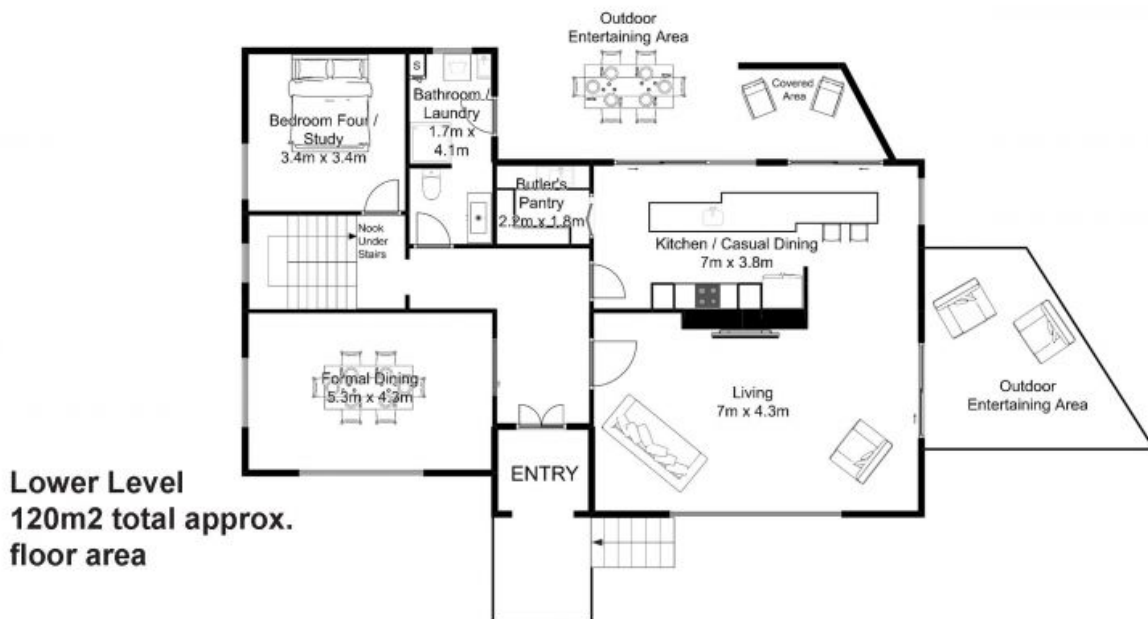 Outdoor
Entertaining Area
Covered
Area
S
Bathroom /
Laundry
1.7m x
4.1m
Bedroom Four /
Study
3.4m x 3.4m
Butler's
Pantry
2.2m x 1.8m
Nook
Under
Stairs
Kitchen / Casual Dining
7m x 3.8m
Formal Dining
5.3m x 4.3m
Living
7m x 4.3m
Outdoor
Entertaining Area
ENTRY
Lower Level
120m2 total approx.
floor area